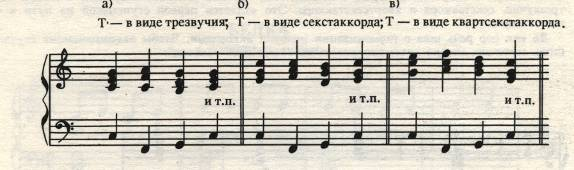 а) б) в)
Т — в виде трезвучия; Т — в виде секстаккорда; Т — в виде квартсекстаккорда.
и т.п. и т.п. и т.п.